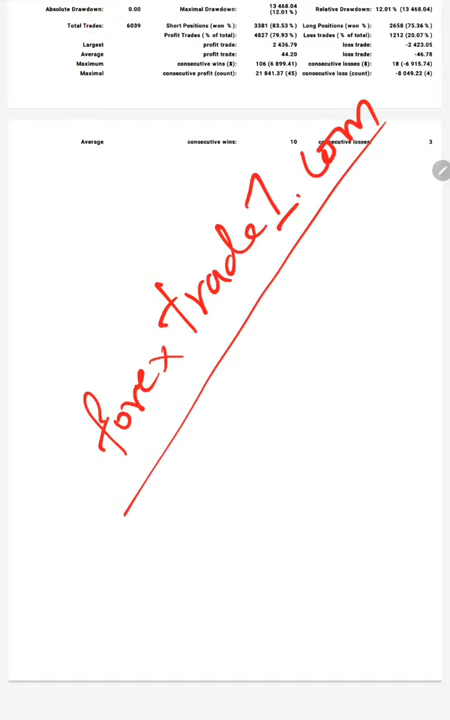 Absolute Drawdown: 0.00 Maximal Drawdown: 13 468.04 (12.01 %) Relative Drawdown: 12.01 % (13 468.04)
Total Trades: 6039 Short Positions (won %): 3381 (83.53 %) Long Positions (won %): 2658 (75.36 %)
Profit Trades (% of total): 4827 (79.93%) Loss trades (% of total): 1212 (20.07 %)
Largest profit trade: 2 436.79 loss trade: -2 423.05
Average profit trade: 44.20 loss trade: -46.78
Maximum consecutive wins ($): 106 (6 899.41) consecutive losses ($): 18 (-6 915.74)
Maximal consecutive profit (count): 21 841.37 (45) consecutive loss (count): -8 049.22 (4)
Average consecutive wins: 10 consecutive losses: 3
forex trade1.com